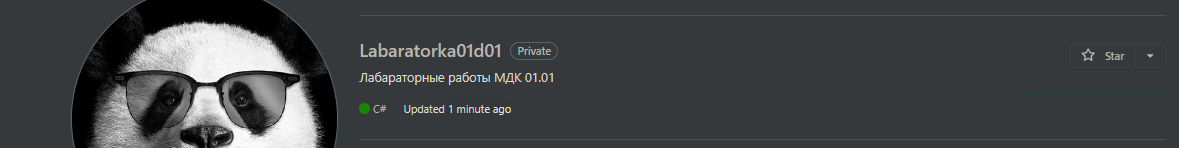 Labaratorka01d01 Private
Star
Лабараторные работы МДК 01.01
C# Updated 1 minute ago